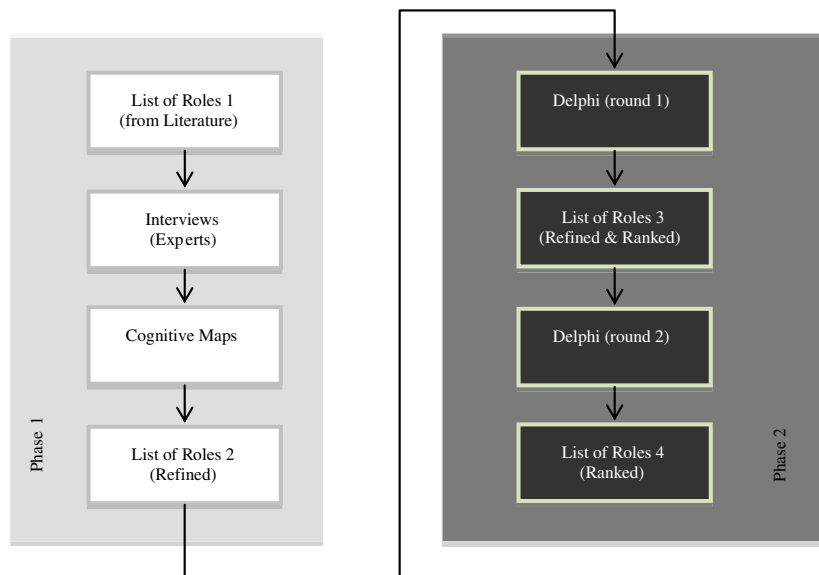 List of Roles 1
(from Literature)
Interviews
(Experts)
Cognitive Maps
List of Roles 2
(Refined)
Phase 1
Delphi (round 1)
List of Roles 3
(Refined & Ranked)
Delphi (round 2)
List of Roles 4
(Ranked)
Phase 2